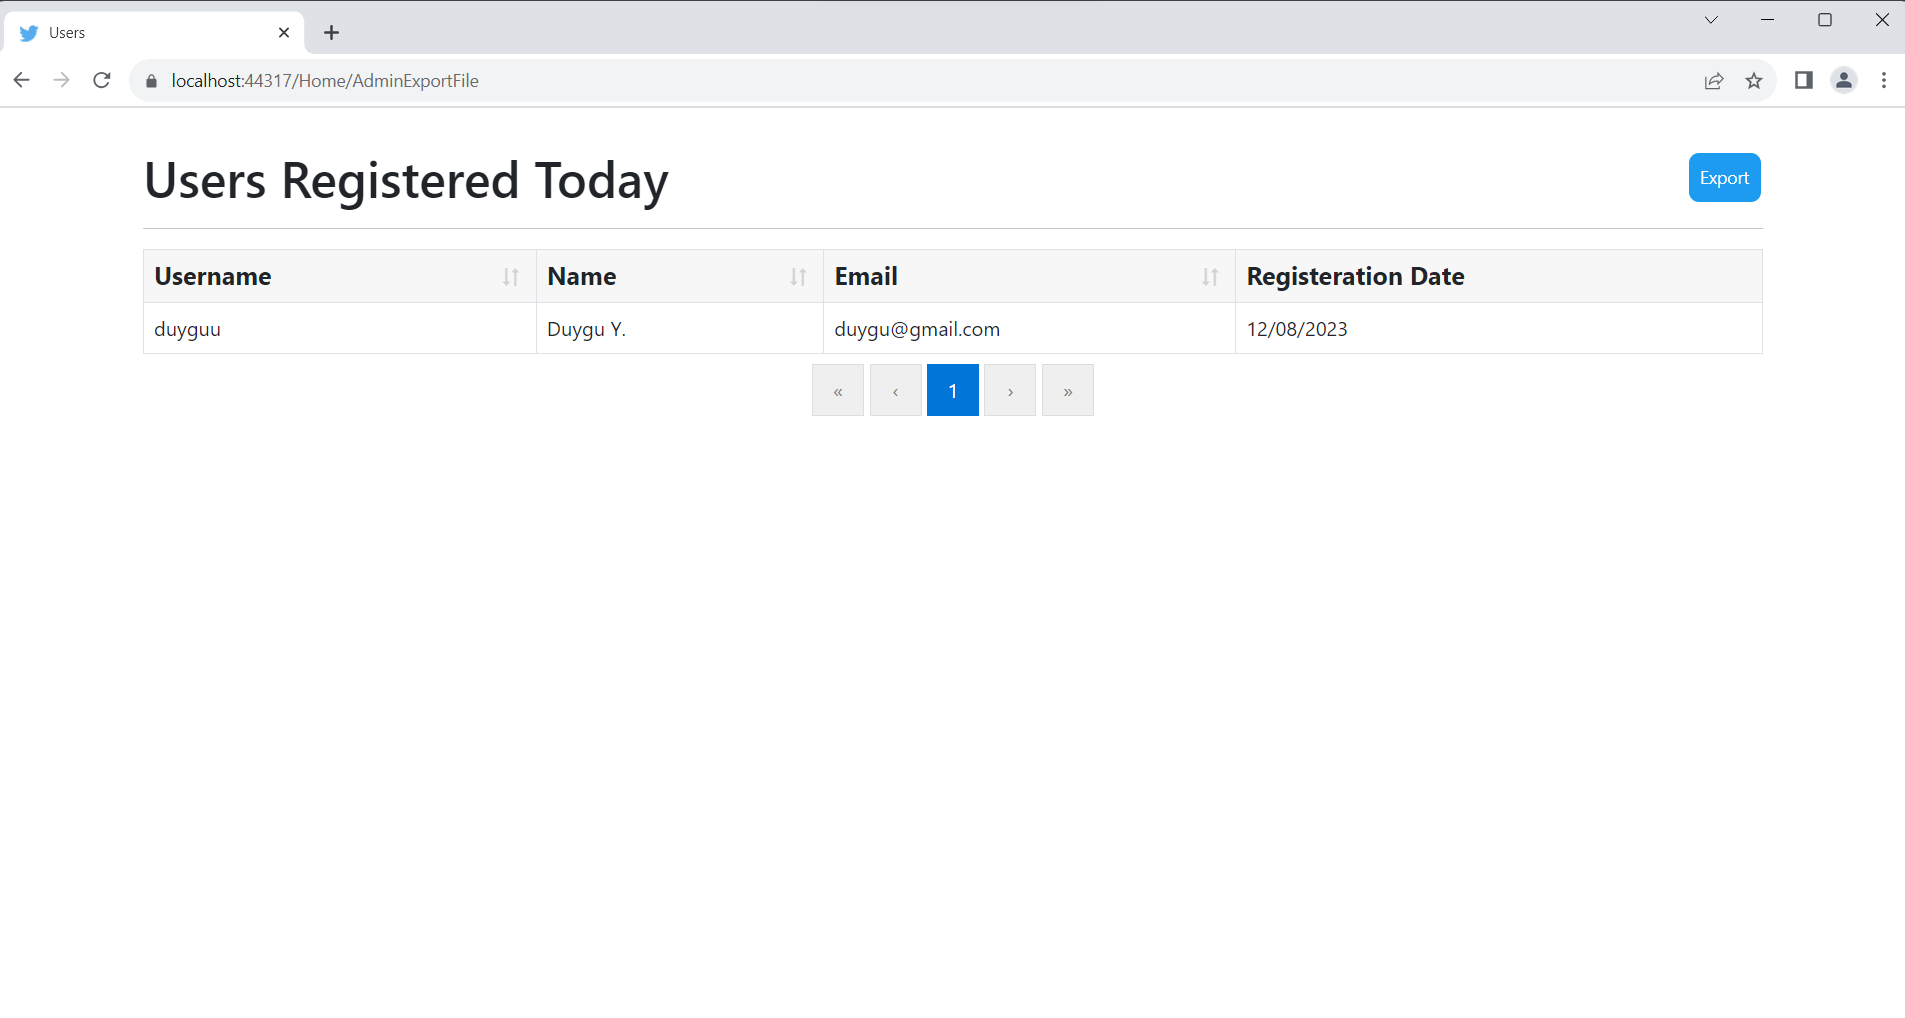 Users
localhost:44317/Home/AdminExportFile
Users Registered Today
Export
Username Name Email Registeration Date
duyguu Duygu Y. duygu@gmail.com 12/08/2023
« ‹ 1 › »